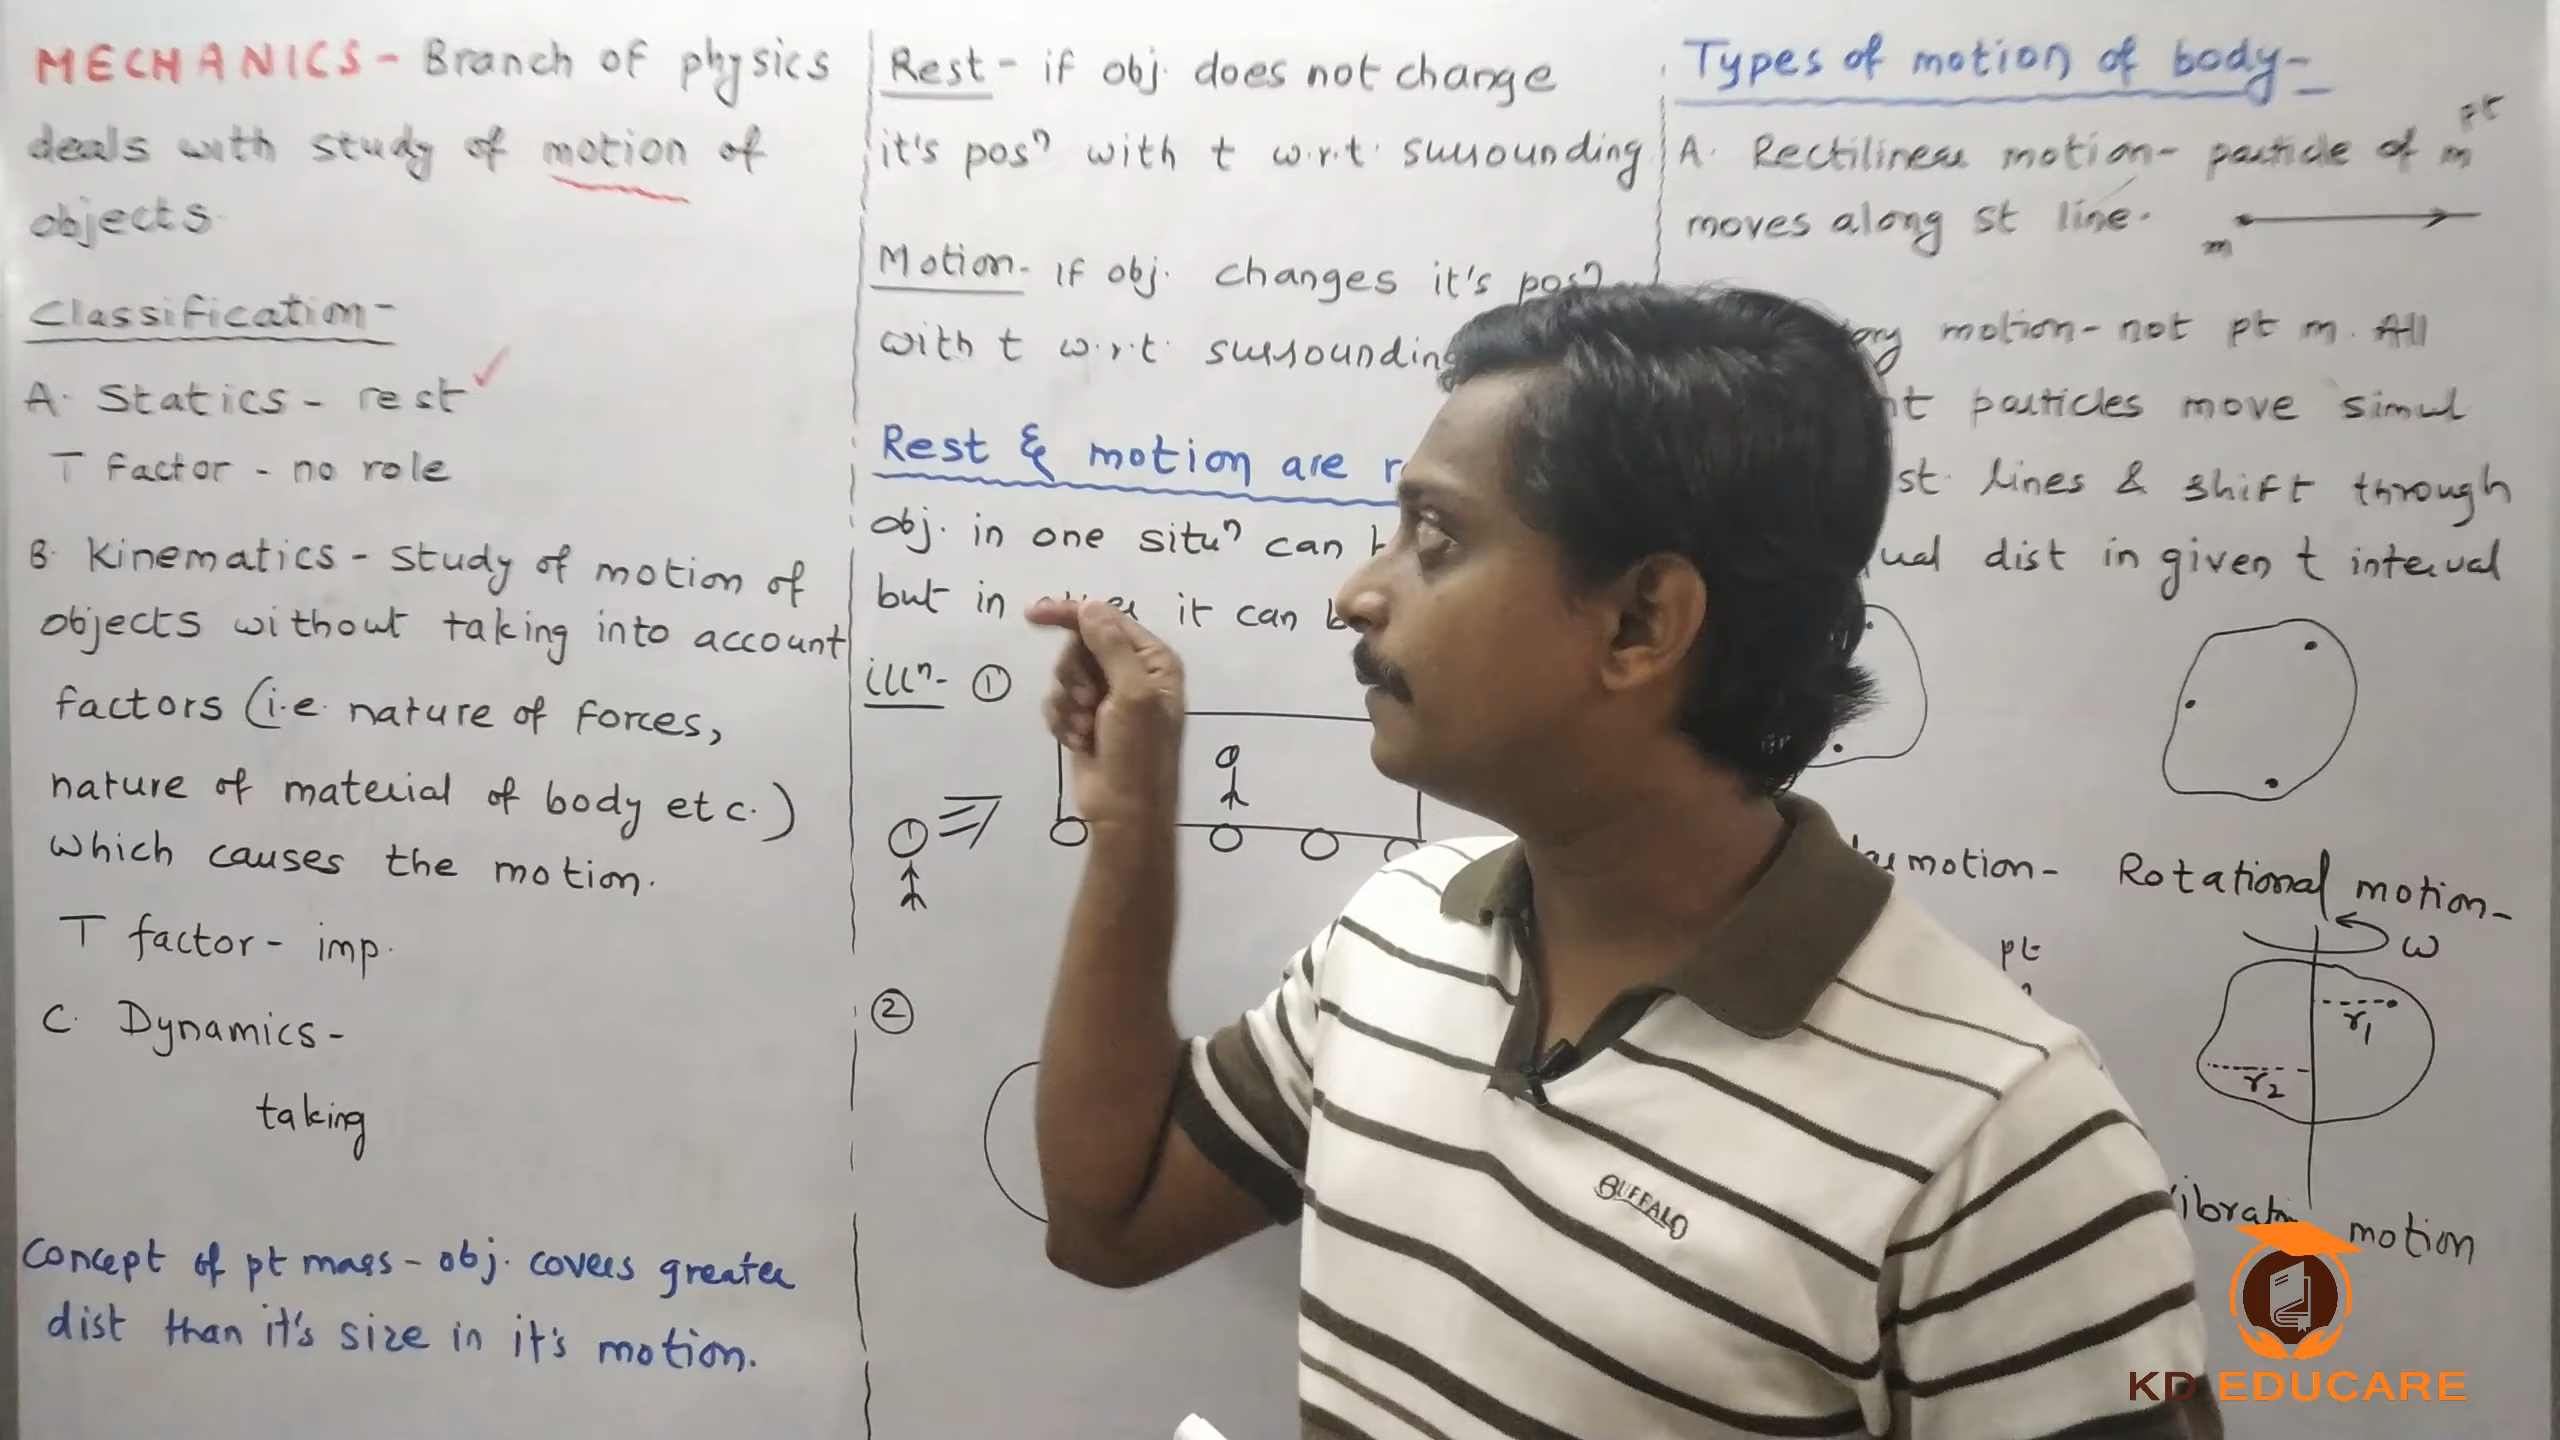 MECHANICS - Branch of physics
deals with study of motion of
objects.
Classification-
A. Statics - rest ✓
T factor - no role
B. Kinematics - study of motion of
objects without taking into account
factors (i.e. nature of forces,
nature of material of body etc.)
which causes the motion.
T factor - imp.
C. Dynamics-
taking
Concept of pt mass - obj. covers greater
dist than it's size in it's motion.
Rest - if obj. does not change
it's posⁿ with t w.r.t. surrounding
Motion- if obj. changes it's posⁿ
with t w.r.t. surrounding
Rest & motion are
obj. in one situⁿ can
but in it can
illⁿ- ①
②
Types of motion of body-
A. Rectilinear motion- particle of pt m
moves along st line.
m
motion- not pt m. All
particles move simul
st. lines & shift through
dist in given t interval
motion- Rotational motion-
pt
ω
r1
r2
motion
BUFFALO
KD EDUCARE